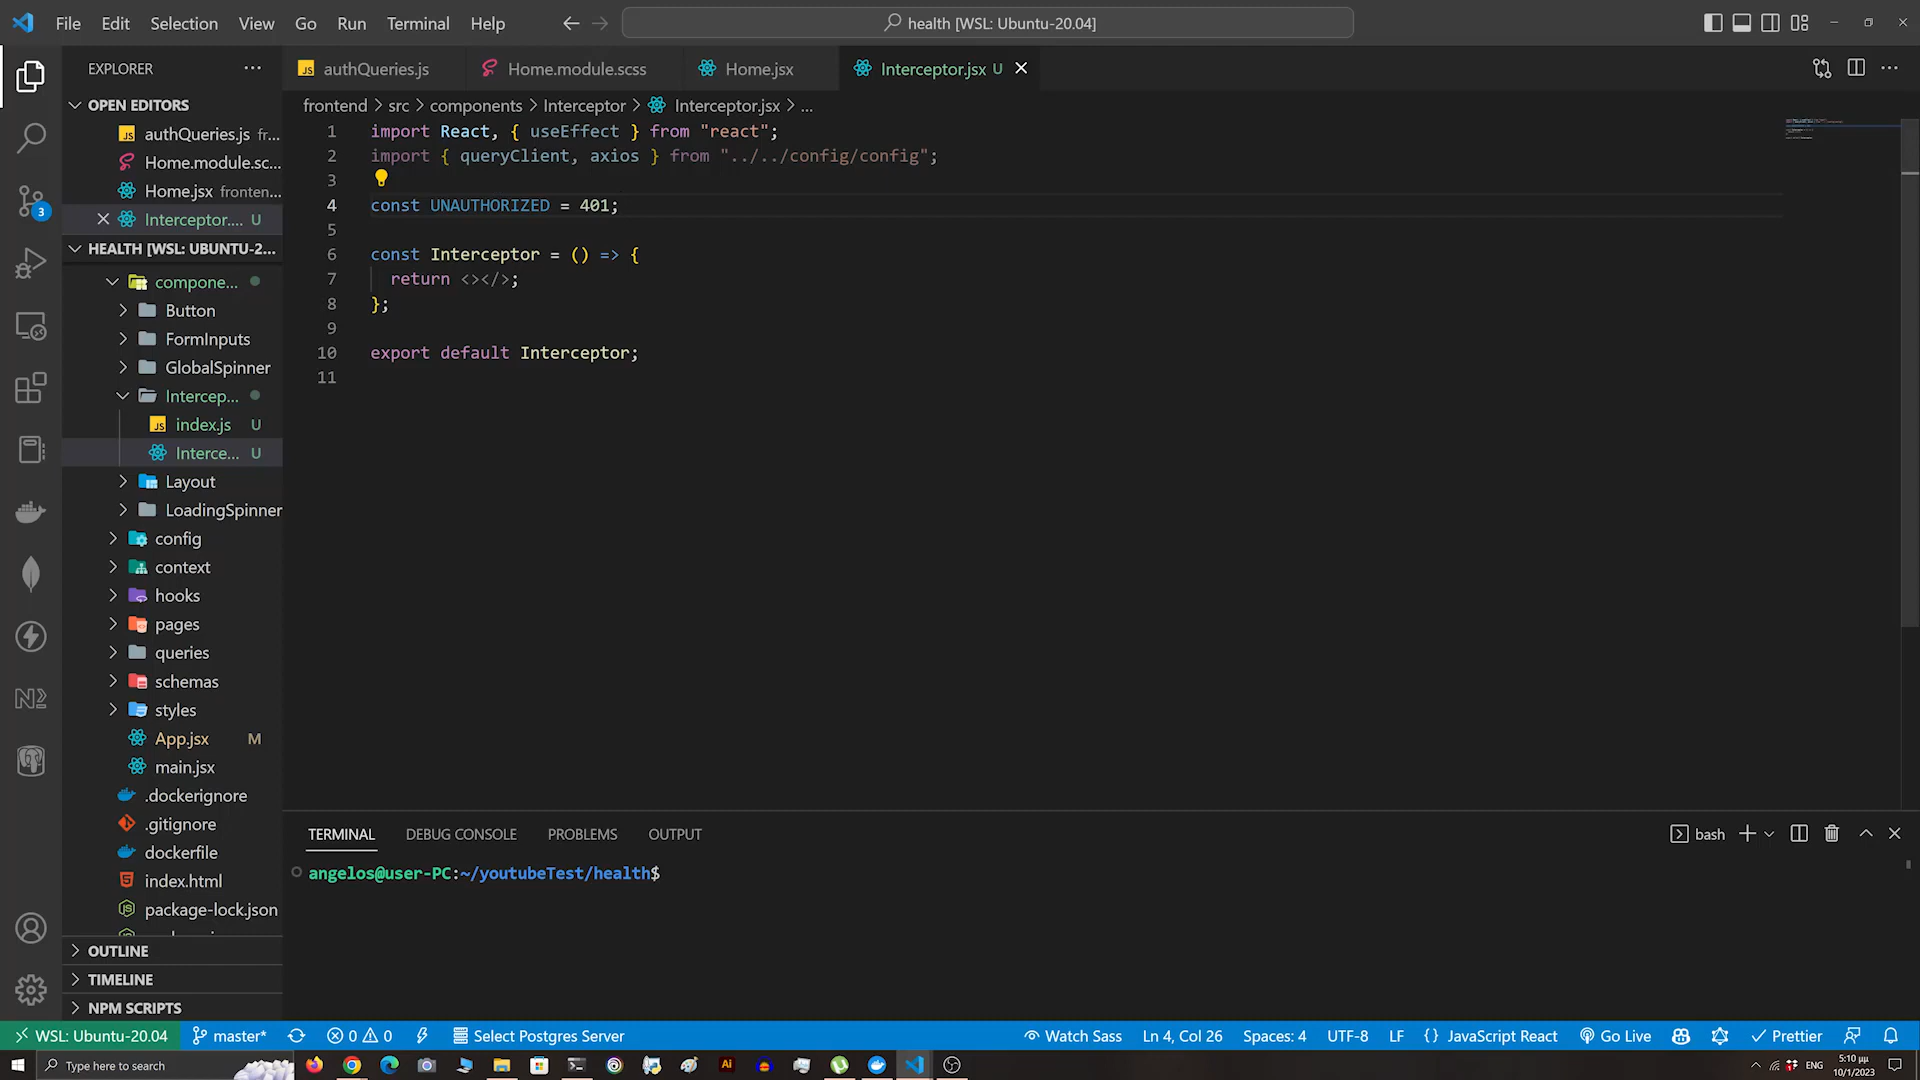 File Edit Selection View Go Run Terminal Help
health [WSL: Ubuntu-20.04]
EXPLORER
authQueries.js
Home.module.scss
Home.jsx
Interceptor.jsx U
OPEN EDITORS
authQueries.js fr...
Home.module.sc...
Home.jsx fronten...
Interceptor.... U
HEALTH [WSL: UBUNTU-2...
compone...
Button
FormInputs
GlobalSpinner
Intercep...
index.js U
Interce... U
Layout
LoadingSpinner
config
context
hooks
pages
queries
schemas
styles
App.jsx M
main.jsx
.dockerignore
.gitignore
dockerfile
index.html
package-lock.json
OUTLINE
TIMELINE
NPM SCRIPTS
3
frontend > src > components > Interceptor > Interceptor.jsx > ...
1 import React, { useEffect } from "react";
2 import { queryClient, axios } from "../../config/config";
3
4 const UNAUTHORIZED = 401;
5
6 const Interceptor = () => {
7 return <></>;
8 };
9
10 export default Interceptor;
11
TERMINAL DEBUG CONSOLE PROBLEMS OUTPUT
bash
angelos@user-PC:~/youtubeTest/health$
WSL: Ubuntu-20.04 master* 0 0 Select Postgres Server Watch Sass Ln 4, Col 26 Spaces: 4 UTF-8 LF {} JavaScript React Go Live Prettier
Type here to search
Ai
ENG
5:10 μμ
10/1/2023